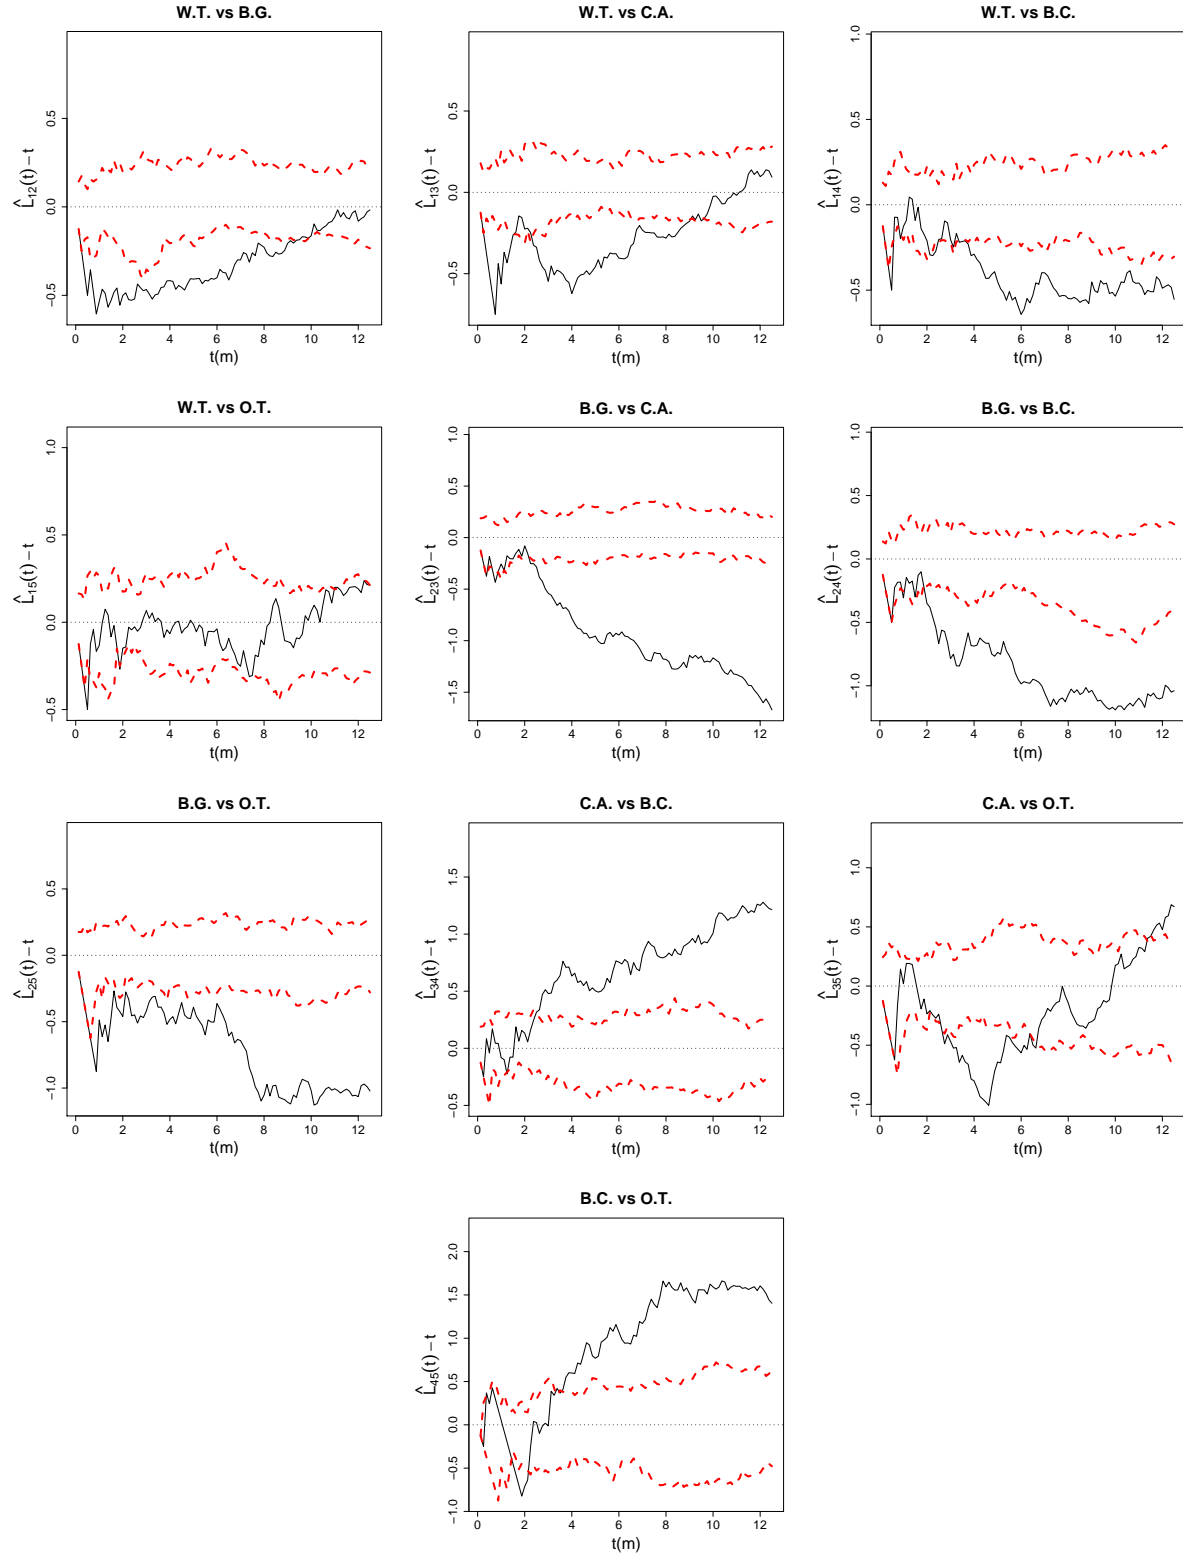 W.T. vs B.G.
W.T. vs C.A.
W.T. vs B.C.
L̂₁₂(t) − t
−0.5 0.0 0.5
0 2 4 6 8 10 12
t(m)
L̂₁₃(t) − t
−0.5 0.0 0.5
0 2 4 6 8 10 12
t(m)
L̂₁₄(t) − t
−0.5 0.0 0.5 1.0
0 2 4 6 8 10 12
t(m)
W.T. vs O.T.
B.G. vs C.A.
B.G. vs B.C.
L̂₁₅(t) − t
−0.5 0.0 0.5 1.0
0 2 4 6 8 10 12
t(m)
L̂₂₃(t) − t
−1.5 −1.0 −0.5 0.0 0.5 1.0
0 2 4 6 8 10 12
t(m)
L̂₂₄(t) − t
−1.0 −0.5 0.0 0.5 1.0
0 2 4 6 8 10 12
t(m)
B.G. vs O.T.
C.A. vs B.C.
C.A. vs O.T.
L̂₂₅(t) − t
−1.0 −0.5 0.0 0.5
0 2 4 6 8 10 12
t(m)
L̂₃₄(t) − t
−0.5 0.0 0.5 1.0 1.5
0 2 4 6 8 10 12
t(m)
L̂₃₅(t) − t
−1.0 −0.5 0.0 0.5 1.0
0 2 4 6 8 10 12
t(m)
B.C. vs O.T.
L̂₄₅(t) − t
−1.0 −0.5 0.0 0.5 1.0 1.5 2.0
0 2 4 6 8 10 12
t(m)